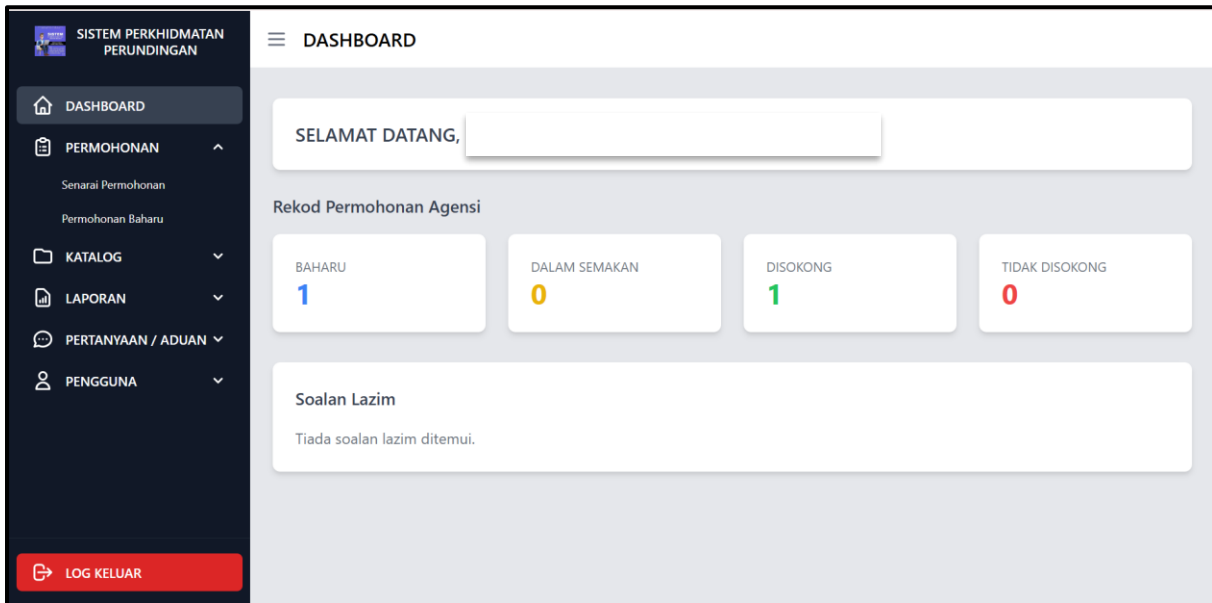 SISTEM PERKHIDMATAN
PERUNDINGAN
DASHBOARD
DASHBOARD
PERMOHONAN
Senarai Permohonan
Permohonan Baharu
KATALOG
LAPORAN
PERTANYAAN / ADUAN
PENGGUNA
LOG KELUAR
SELAMAT DATANG,
Rekod Permohonan Agensi
BAHARU
1
DALAM SEMAKAN
0
DISOKONG
1
TIDAK DISOKONG
0
Soalan Lazim
Tiada soalan lazim ditemui.